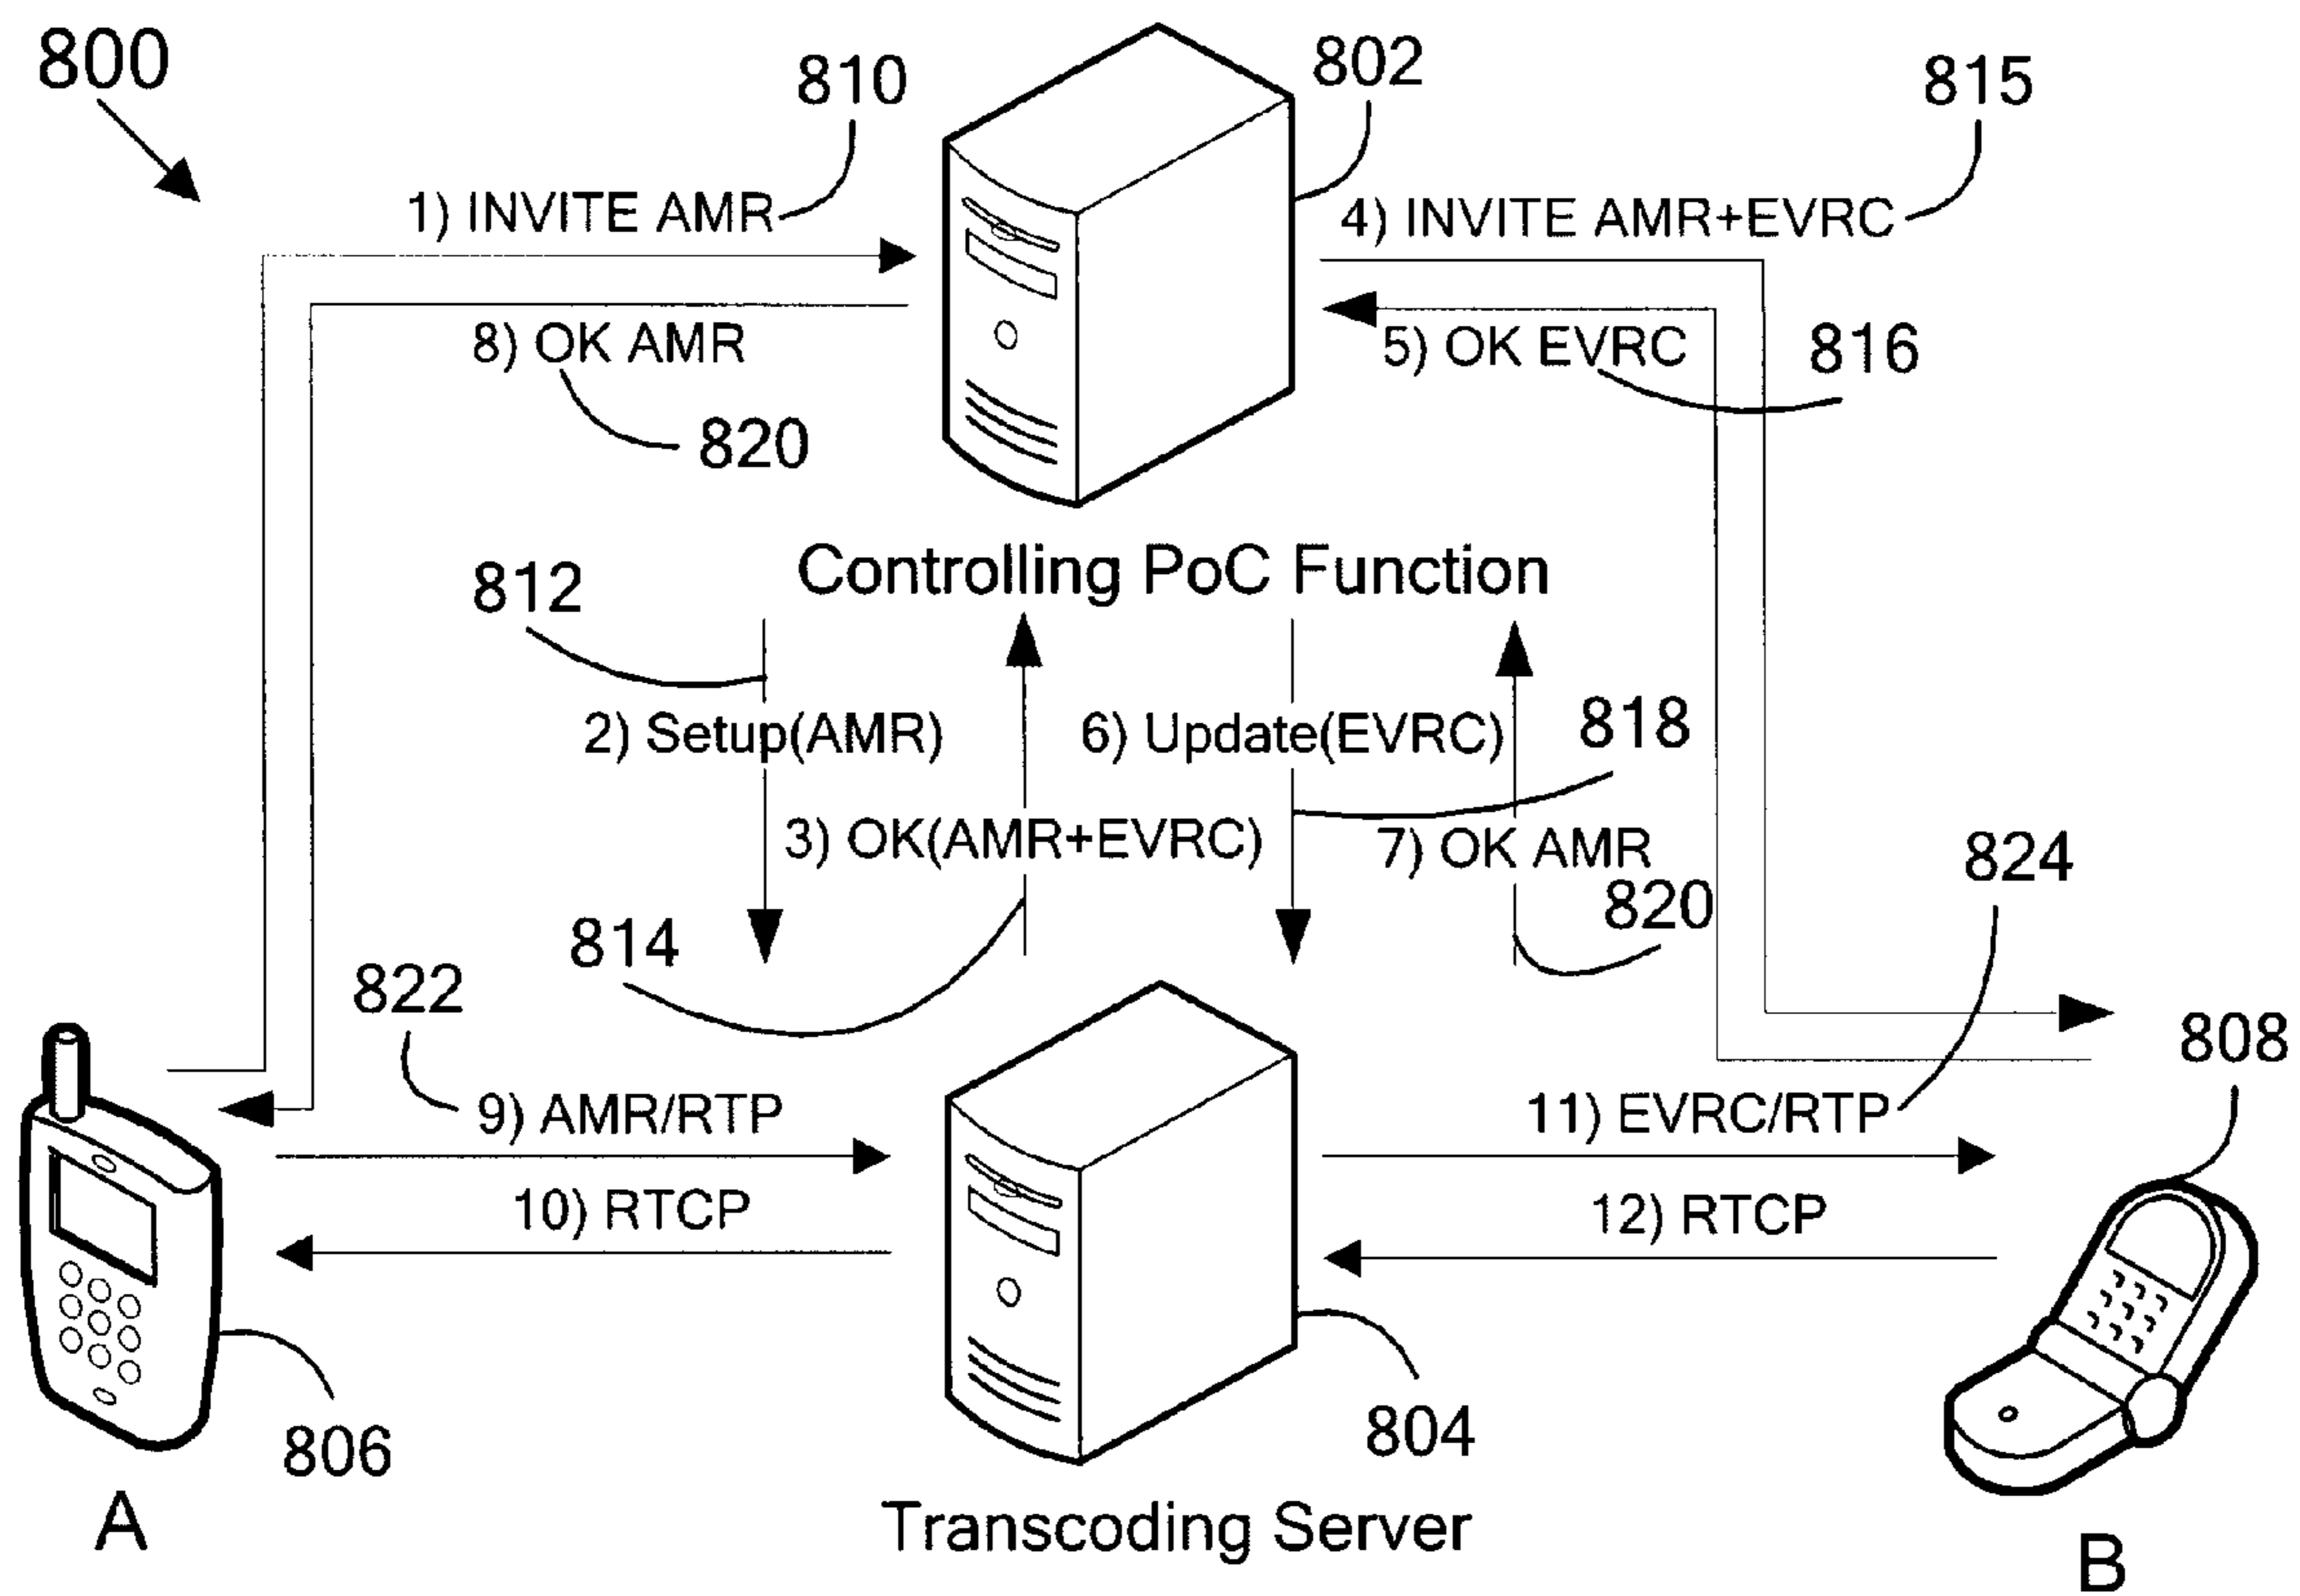 800
810
802
815
1) INVITE AMR
4) INVITE AMR+EVRC
8) OK AMR
5) OK EVRC
816
820
Controlling PoC Function
812
2) Setup(AMR)
6) Update(EVRC)
818
3) OK(AMR+EVRC)
7) OK AMR
824
820
814
822
808
9) AMR/RTP
11) EVRC/RTP
10) RTCP
12) RTCP
806
804
A
Transcoding Server
B